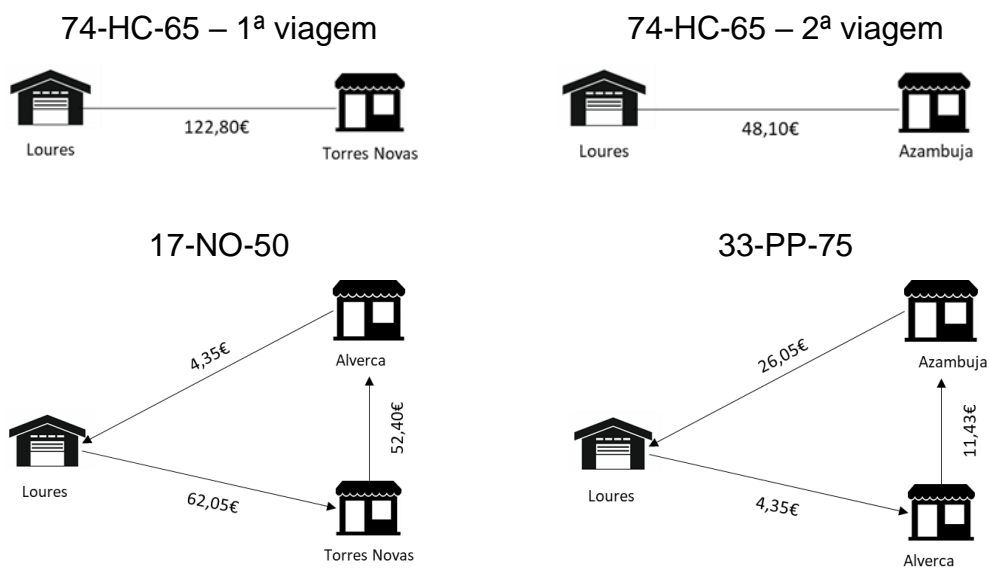 74-HC-65 – 1ª viagem
122,80€
Loures
Torres Novas
74-HC-65 – 2ª viagem
48,10€
Loures
Azambuja
17-NO-50
4,35€
Alverca
52,40€
Loures
62,05€
Torres Novas
33-PP-75
26,05€
Azambuja
11,43€
Loures
4,35€
Alverca